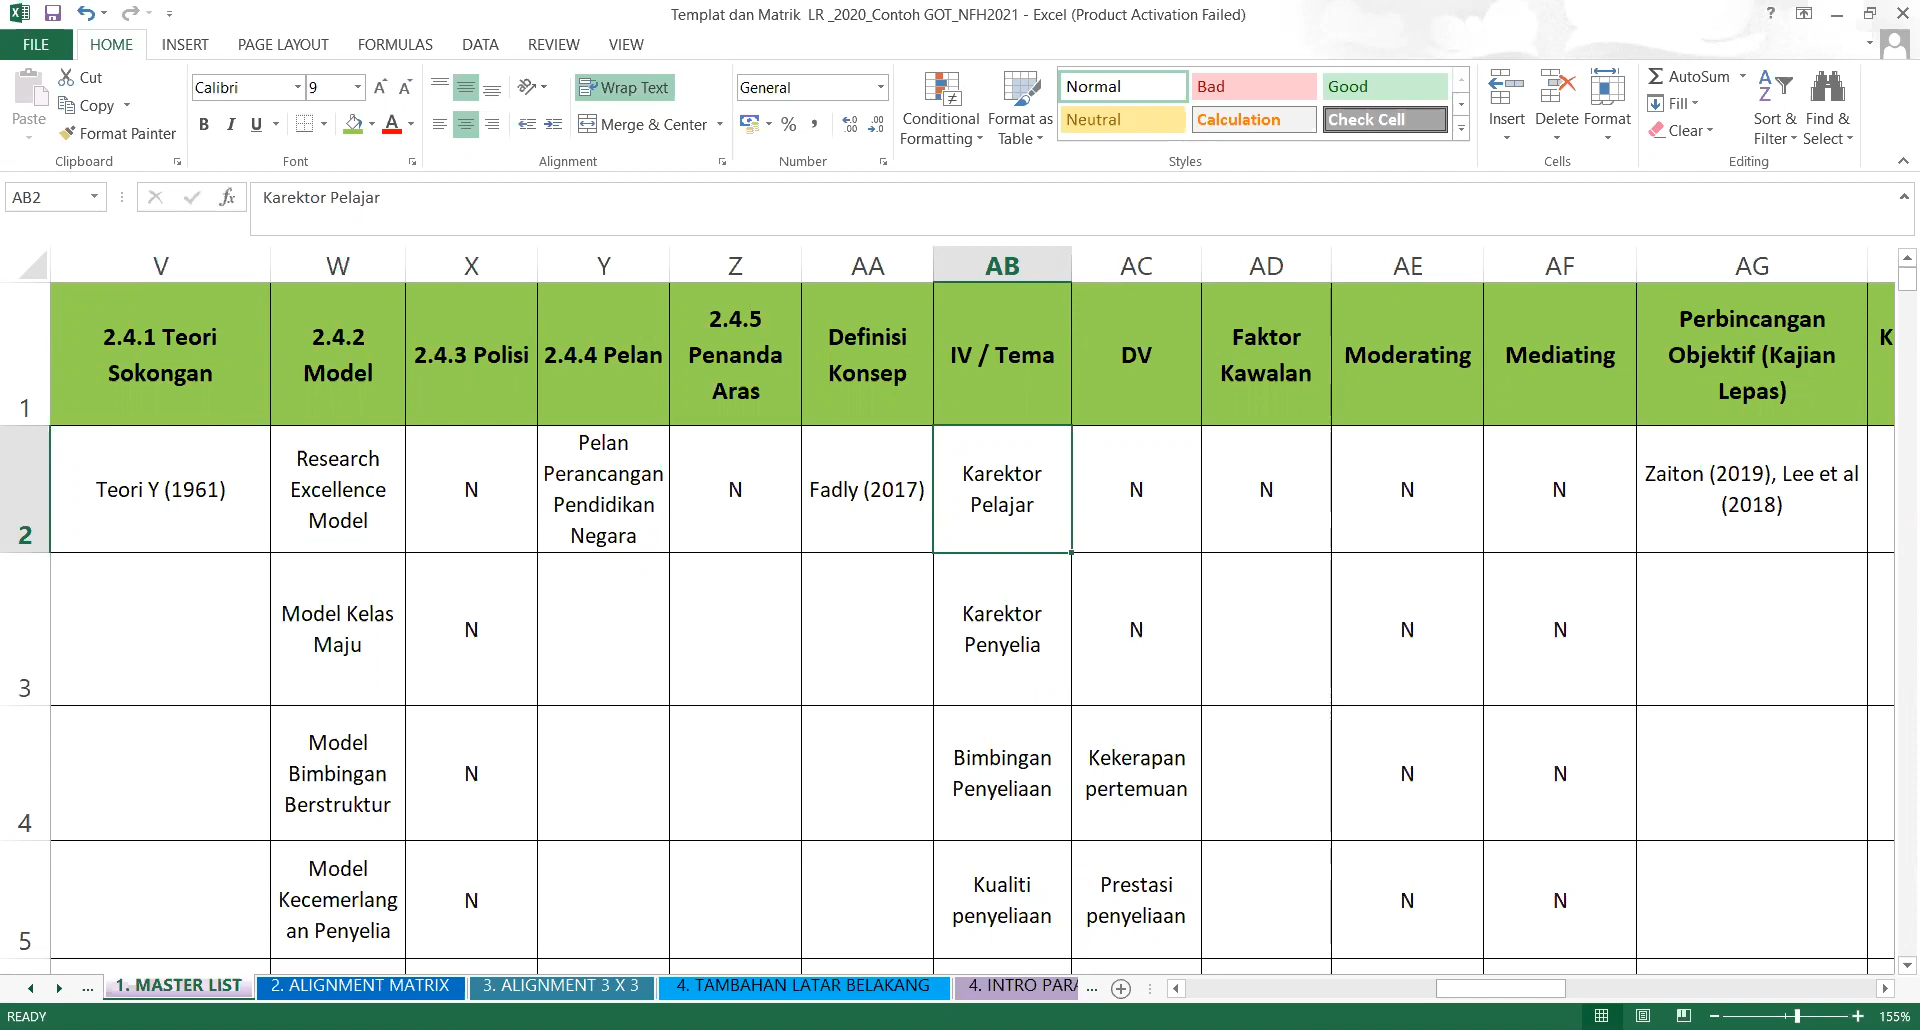 Templat dan Matrik LR _2020_Contoh GOT_NFH2021 - Excel (Product Activation Failed)
FILE HOME INSERT PAGE LAYOUT FORMULAS DATA REVIEW VIEW
Paste
Cut
Copy
Format Painter
Clipboard
Calibri 9
B I U
Font
Wrap Text
Merge & Center
Alignment
General
%
Number
Conditional
Formatting
Format as
Table
Normal Bad Good
Neutral Calculation Check Cell
Styles
Insert Delete Format
Cells
AutoSum
Fill
Clear
Sort &
Filter
Find &
Select
Editing
AB2
fx
Karektor Pelajar
V W X Y Z AA AB AC AD AE AF AG
1
2.4.1 Teori
Sokongan
2.4.2
Model
2.4.3 Polisi
2.4.4 Pelan
2.4.5
Penanda
Aras
Definisi
Konsep
IV / Tema
DV
Faktor
Kawalan
Moderating
Mediating
Perbincangan
Objektif (Kajian
Lepas)
K
2
Teori Y (1961)
Research
Excellence
Model
N
Pelan
Perancangan
Pendidikan
Negara
N
Fadly (2017)
Karektor
Pelajar
N
N
N
N
Zaiton (2019), Lee et al
(2018)
3
Model Kelas
Maju
N
Karektor
Penyelia
N
N
N
4
Model
Bimbingan
Berstruktur
N
Bimbingan
Penyeliaan
Kekerapan
pertemuan
N
N
5
Model
Kecemerlang
an Penyelia
N
Kualiti
penyeliaan
Prestasi
penyeliaan
N
N
... 1. MASTER LIST 2. ALIGNMENT MATRIX 3. ALIGNMENT 3 X 3 4. TAMBAHAN LATAR BELAKANG 4. INTRO PARA ...
READY
155%